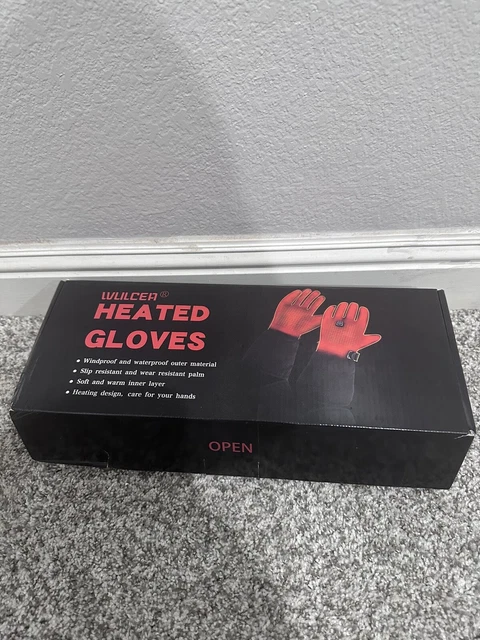 WULCEA®
HEATED
GLOVES
• Windproof and waterproof outer material
• Slip resistant and wear resistant palm
• Soft and warm inner layer
• Heating design, care for your hands
OPEN